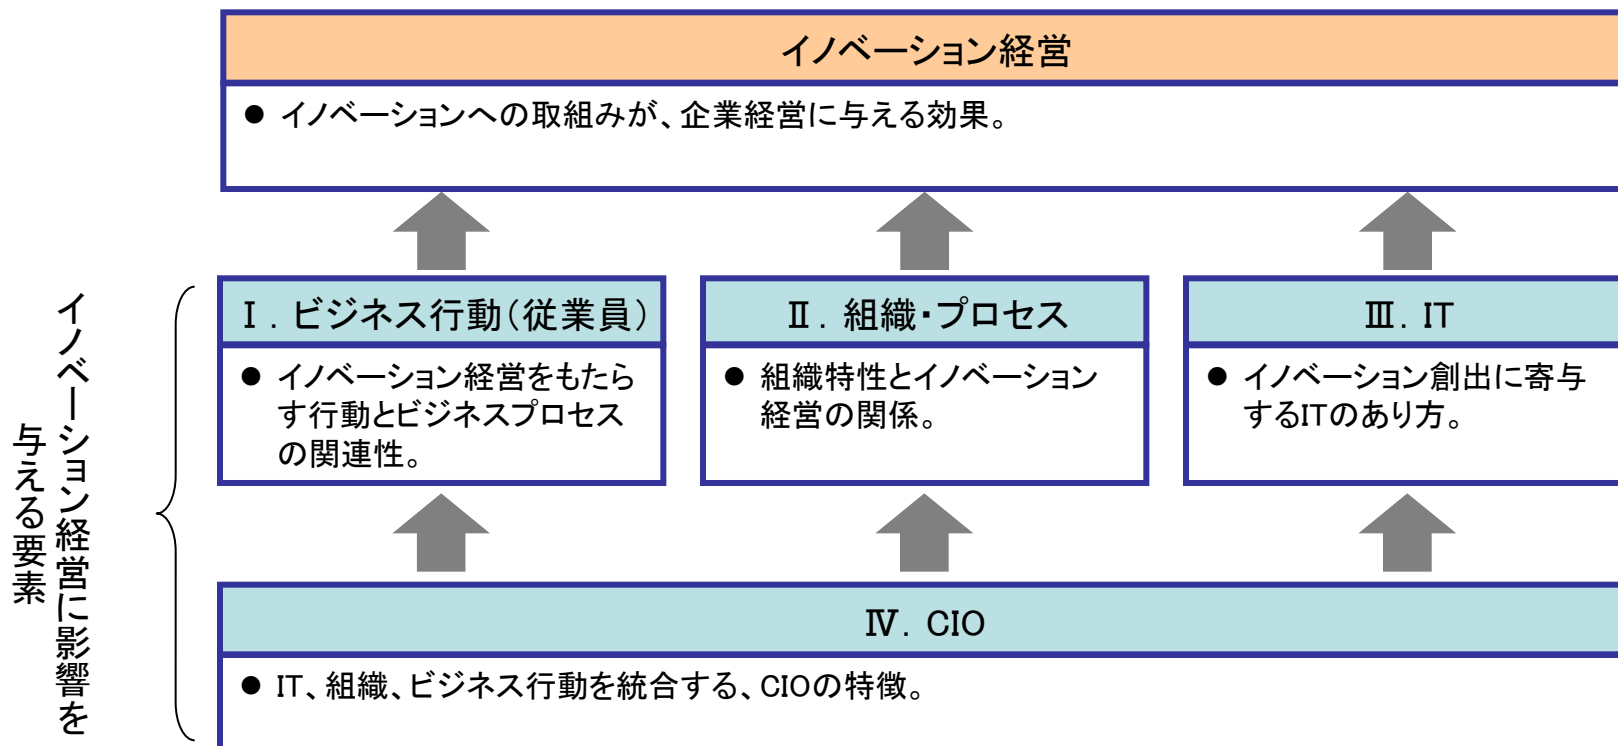 イノベーション経営
● イノベーションへの取組みが、企業経営に与える効果。
イノベーション経営に影響を
与える要素
Ⅰ．ビジネス行動（従業員）
● イノベーション経営をもたら
す行動とビジネスプロセス
の関連性。
Ⅱ．組織・プロセス
● 組織特性とイノベーション
経営の関係。
Ⅲ．IT
● イノベーション創出に寄与
するITのあり方。
Ⅳ．CIO
● IT、組織、ビジネス行動を統合する、CIOの特徴。